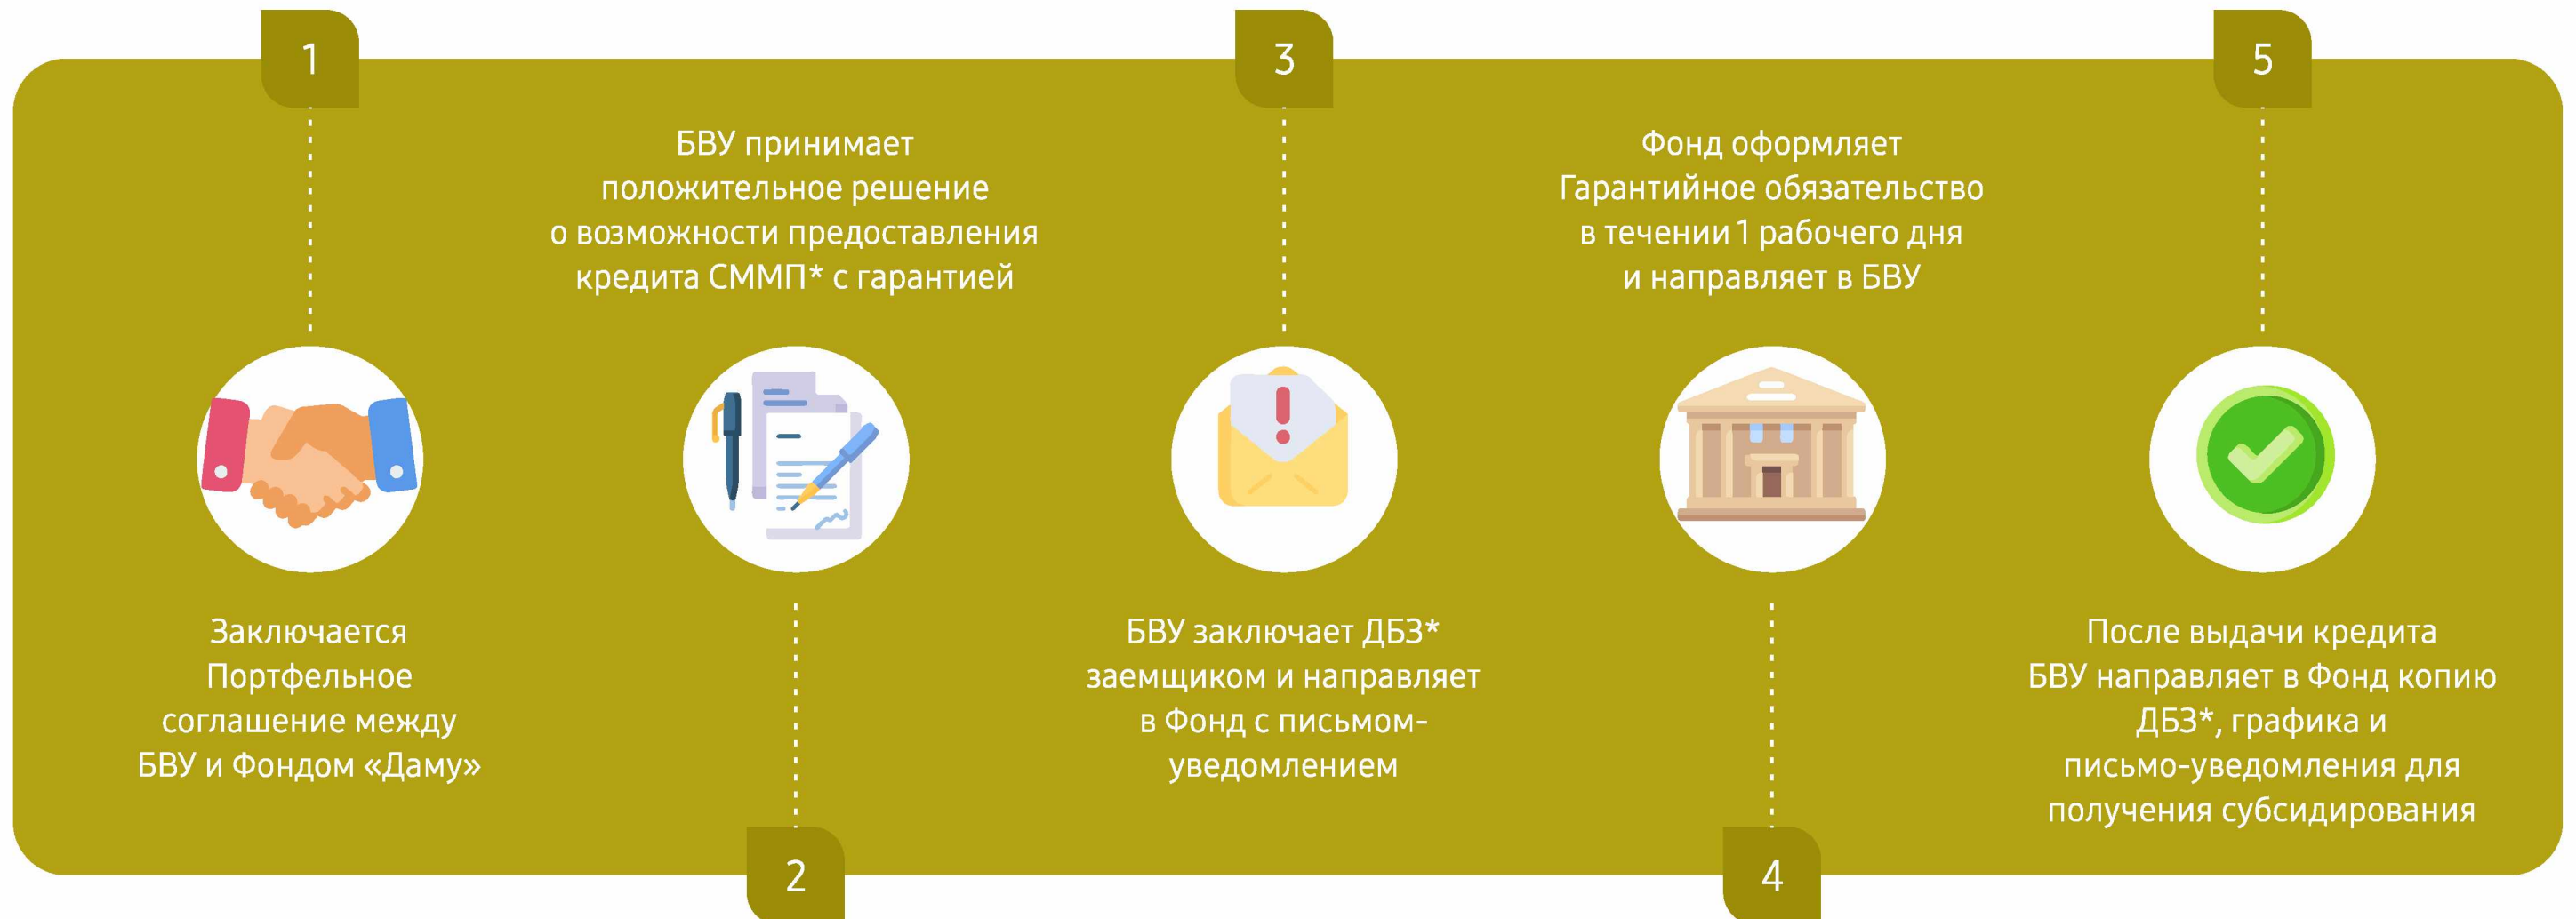 1
Заключается
Портфельное
соглашение между
БВУ и Фондом «Даму»
БВУ принимает
положительное решение
о возможности предоставления
кредита СММП* с гарантией
2
3
БВУ заключает ДБЗ*
заемщиком и направляет
в Фонд с письмом-
уведомлением
Фонд оформляет
Гарантийное обязательство
в течении 1 рабочего дня
и направляет в БВУ
4
5
После выдачи кредита
БВУ направляет в Фонд копию
ДБЗ*, графика и
письмо-уведомления для
получения субсидирования